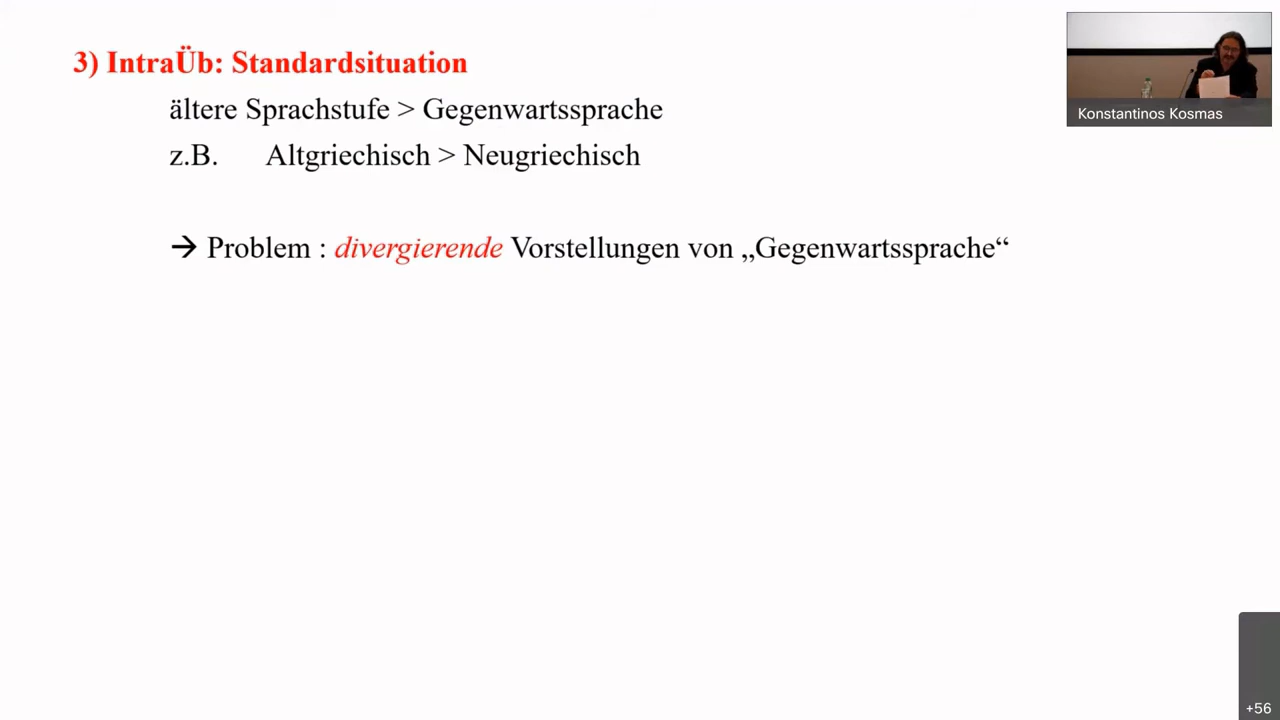 3) IntraÜb: Standardsituation
ältere Sprachstufe > Gegenwartssprache
z.B. Altgriechisch > Neugriechisch
→ Problem : divergierende Vorstellungen von „Gegenwartssprache“
Konstantinos Kosmas
+56